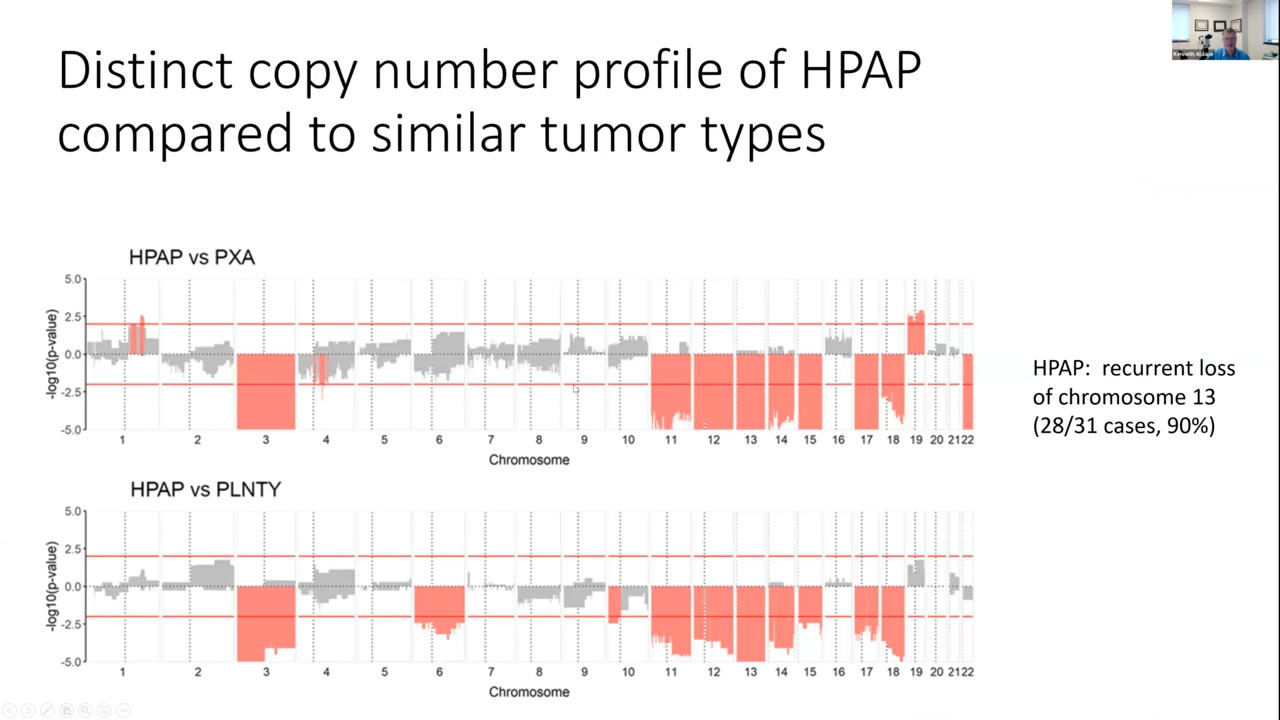 Kenneth Aldape
Distinct copy number profile of HPAP
compared to similar tumor types
HPAP vs PXA
5.0
2.5
0.0
-2.5
-5.0
-log10(p-value)
1 2 3 4 5 6 7 8 9 10 11 12 13 14 15 16 17 18 19 20 21 22
Chromosome
HPAP: recurrent loss
of chromosome 13
(28/31 cases, 90%)
HPAP vs PLNTY
5.0
2.5
0.0
-2.5
-5.0
-log10(p-value)
1 2 3 4 5 6 7 8 9 10 11 12 13 14 15 16 17 18 19 20 21 22
Chromosome